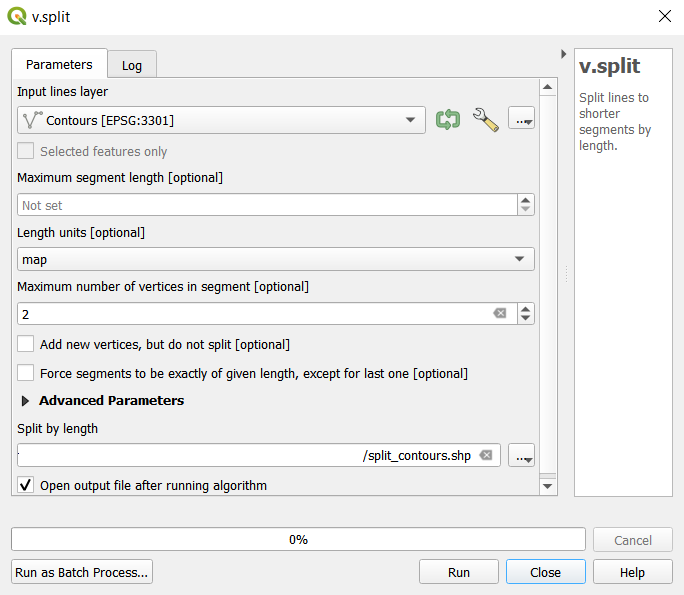 v.split
Parameters
Log
Input lines layer
Contours [EPSG:3301]
...
Selected features only
Maximum segment length [optional]
Not set
Length units [optional]
map
Maximum number of vertices in segment [optional]
2
Add new vertices, but do not split [optional]
Force segments to be exactly of given length, except for last one [optional]
Advanced Parameters
Split by length
/split_contours.shp
...
Open output file after running algorithm
v.split
Split lines to
shorter
segments by
length.
0%
Cancel
Run as Batch Process...
Run
Close
Help